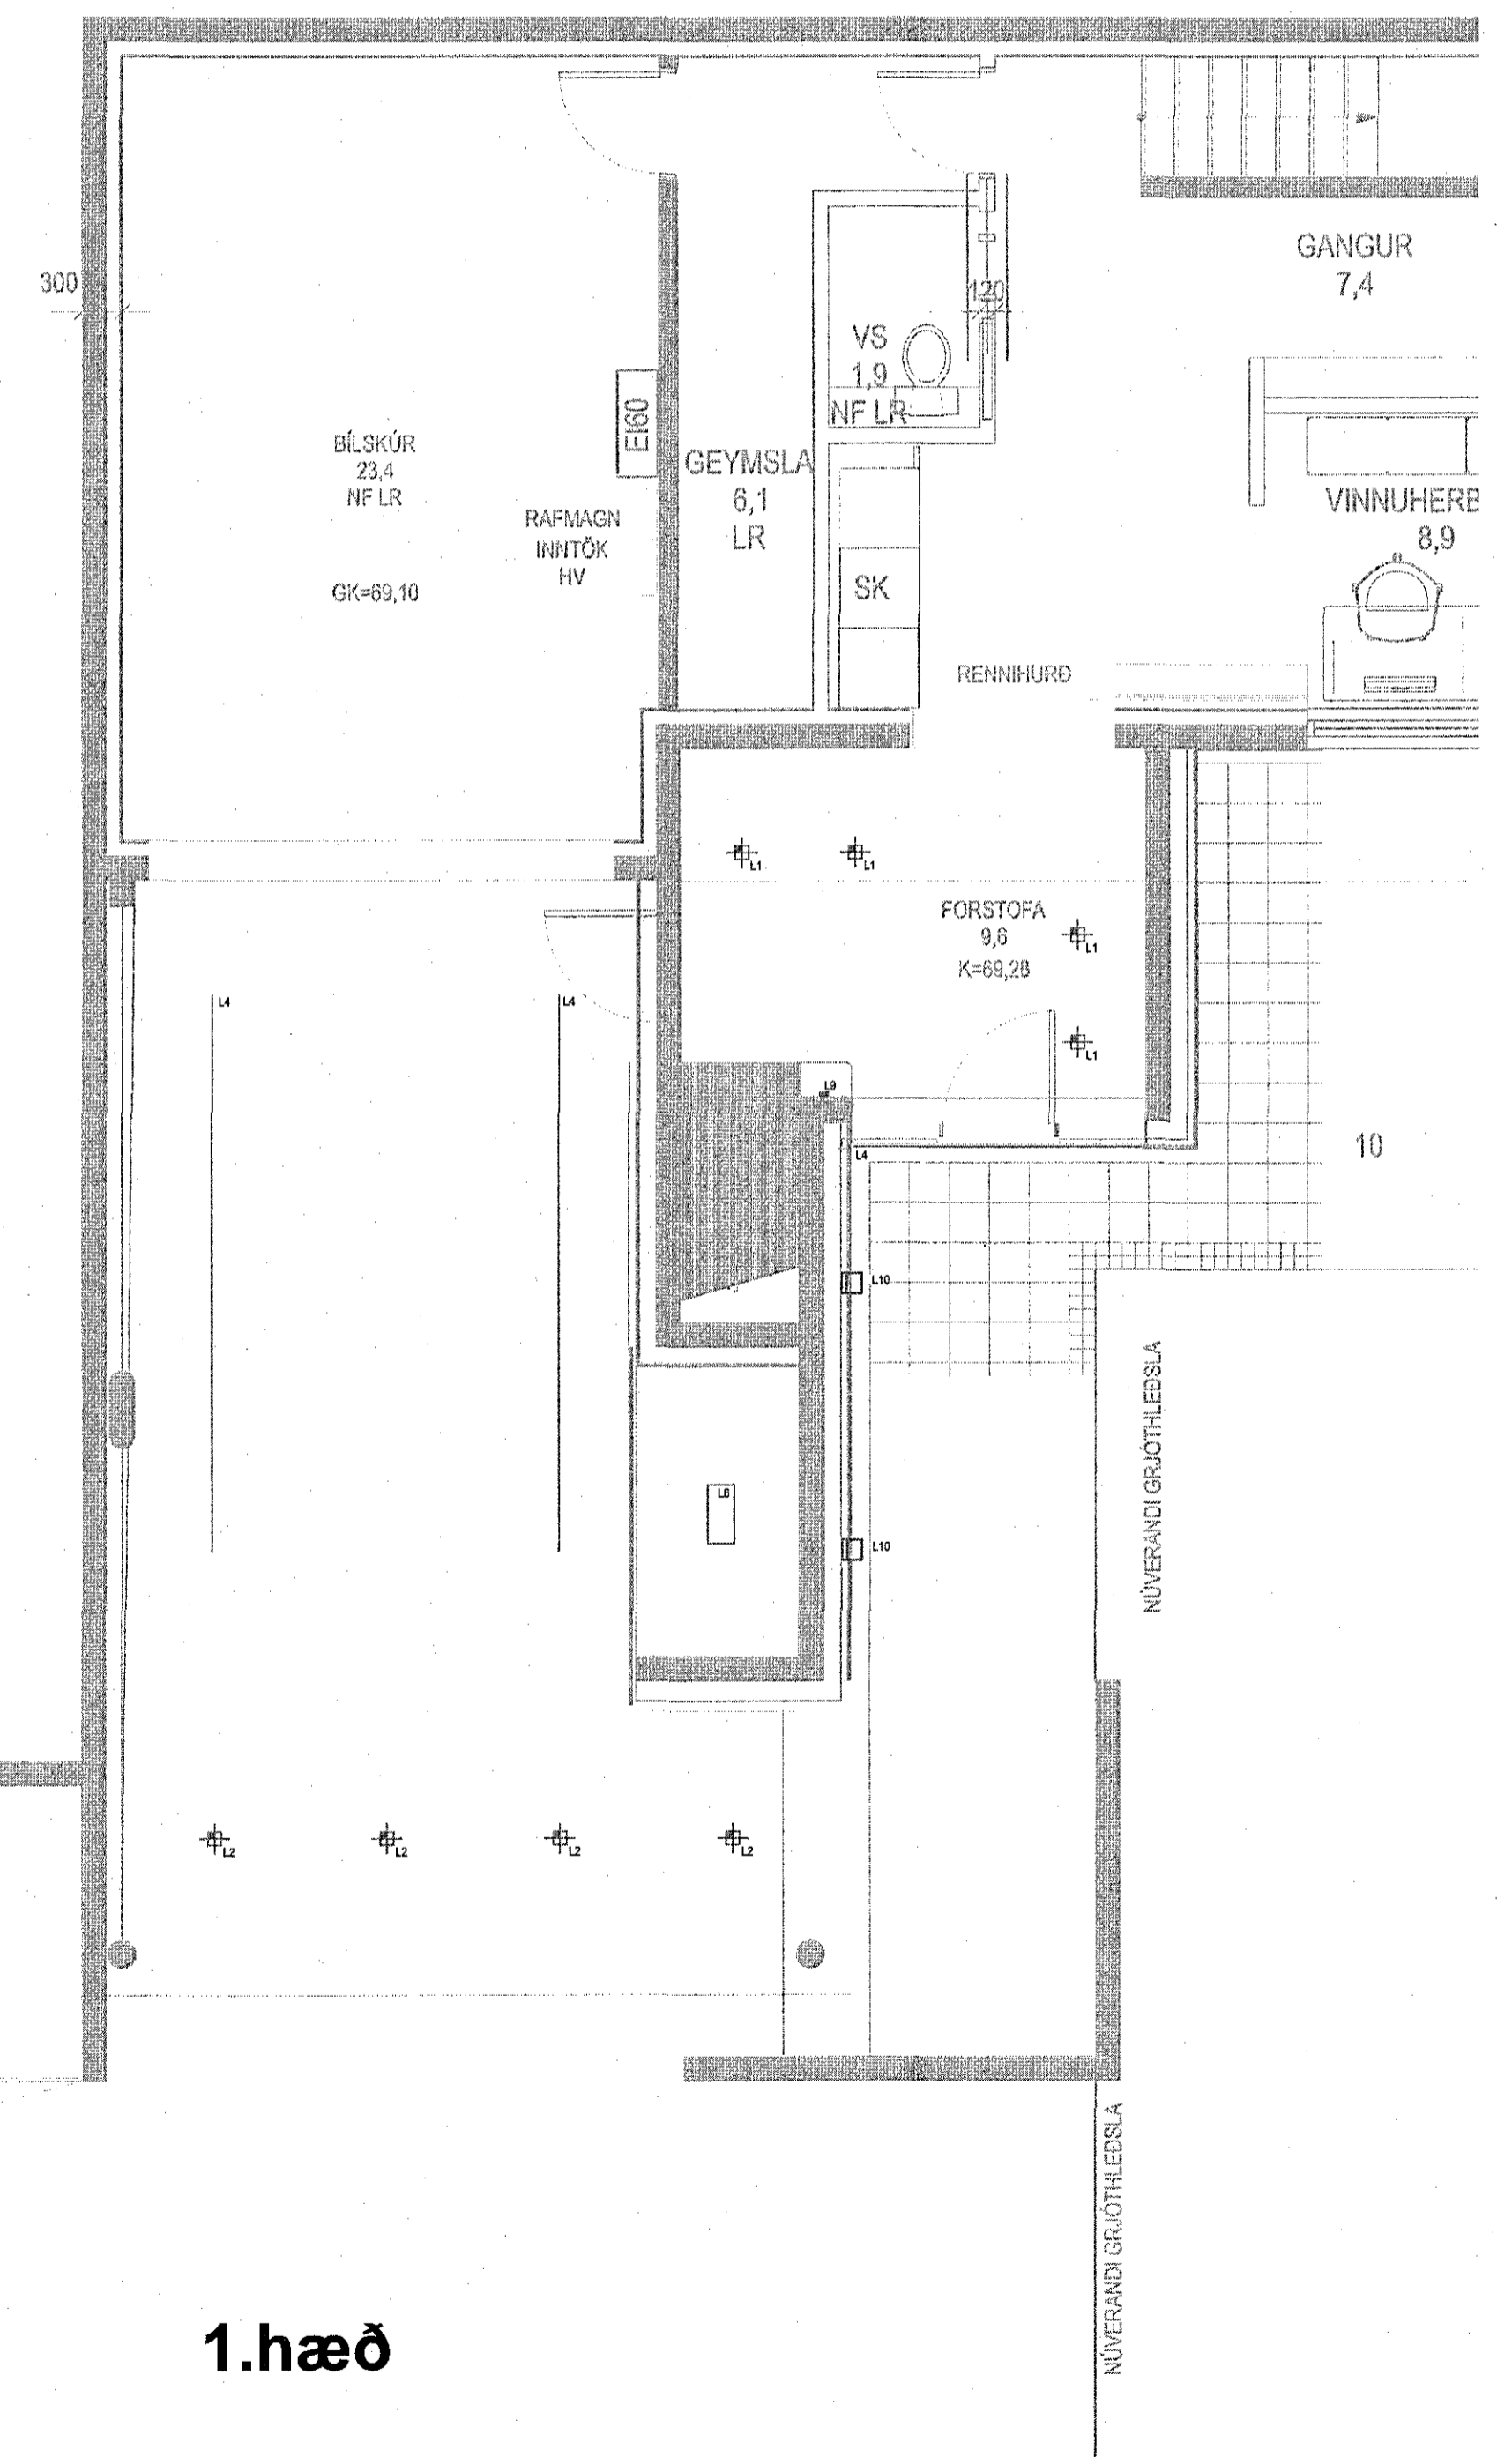 GANGUR
7,4
300
120
VS
1,9
NF LR
EI60
BÍLSKÚR
23,4
NF LR
GEYMSLA
6,1
LR
VINNUHERB
8,9
RAFMAGN
INNTÖK
HV
GK=69,10
SK
RENNIHURÐ
L1
L1
FORSTOFA
9,6
K=69,28
L1
L4
L4
L1
L9
L4
10
L10
L6
L10
NÚVERANDI GRJÓTHLEÐSLA
L2
L2
L2
L2
NÚVERANDI GRJÓTHLEÐSLA
1.hæð